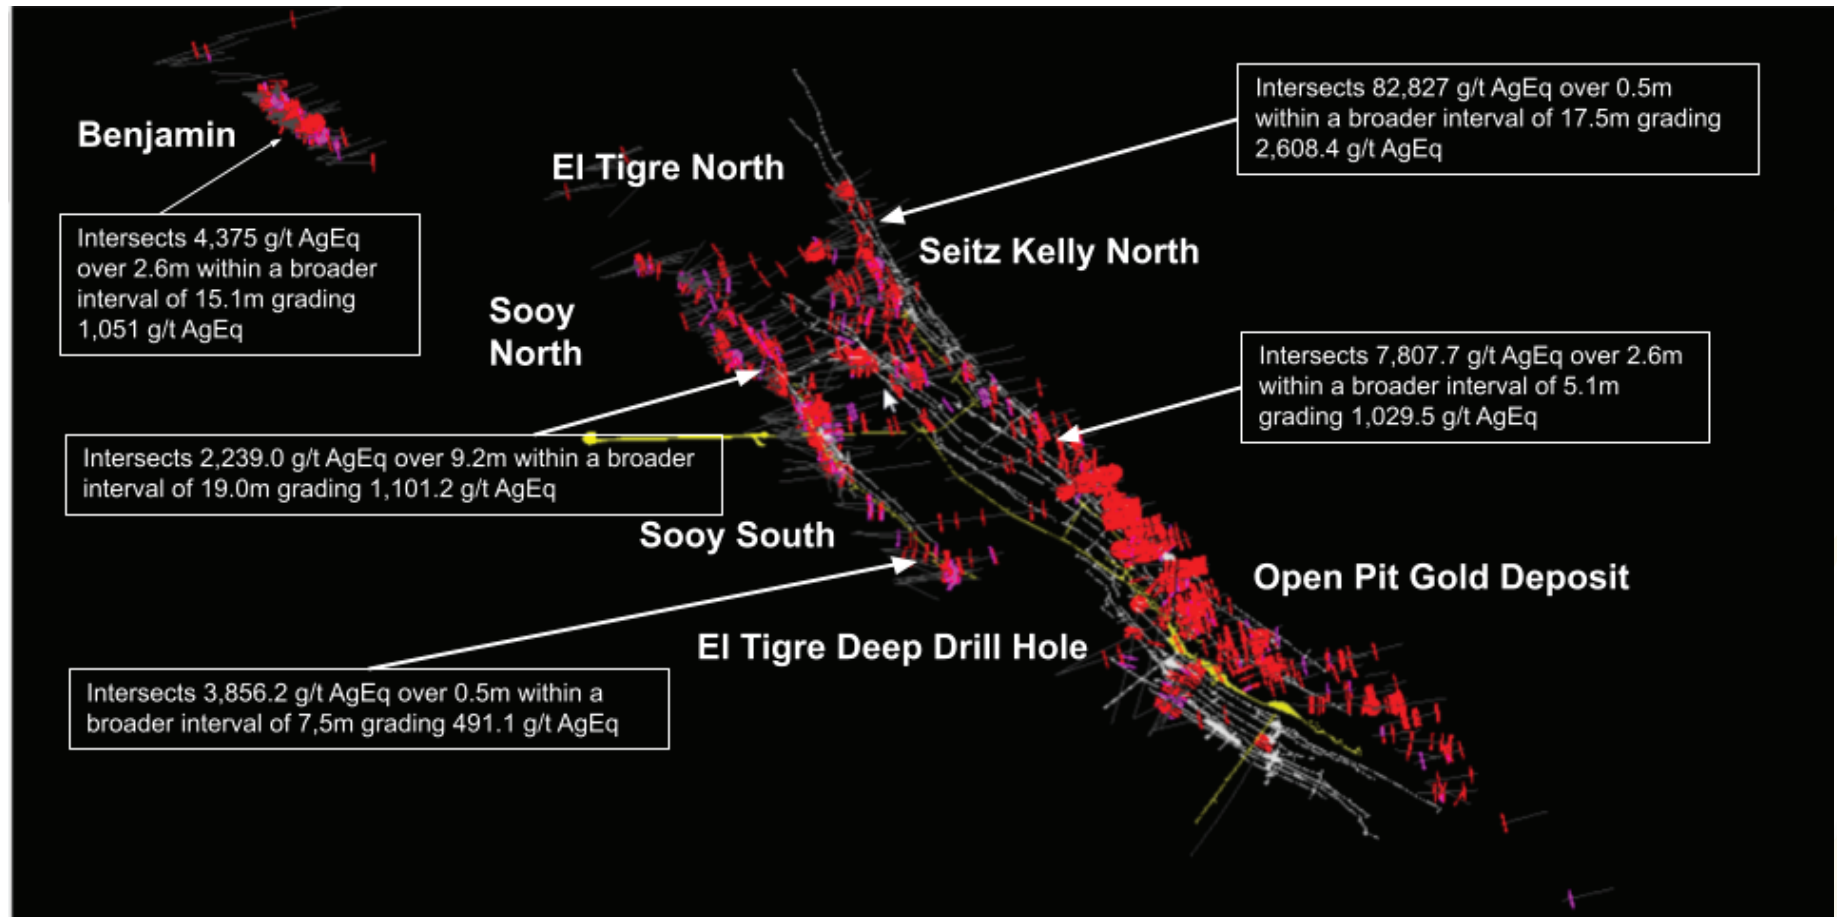 Intersects 82,827 g/t AgEq over 0.5m
within a broader interval of 17.5m grading
2,608.4 g/t AgEq
Benjamin
El Tigre North
Seitz Kelly North
Intersects 4,375 g/t AgEq
over 2.6m within a broader
interval of 15.1m grading
1,051 g/t AgEq
Sooy
North
Intersects 7,807.7 g/t AgEq over 2.6m
within a broader interval of 5.1m
grading 1,029.5 g/t AgEq
Intersects 2,239.0 g/t AgEq over 9.2m within a broader
interval of 19.0m grading 1,101.2 g/t AgEq
Sooy South
Open Pit Gold Deposit
El Tigre Deep Drill Hole
Intersects 3,856.2 g/t AgEq over 0.5m within a
broader interval of 7,5m grading 491.1 g/t AgEq